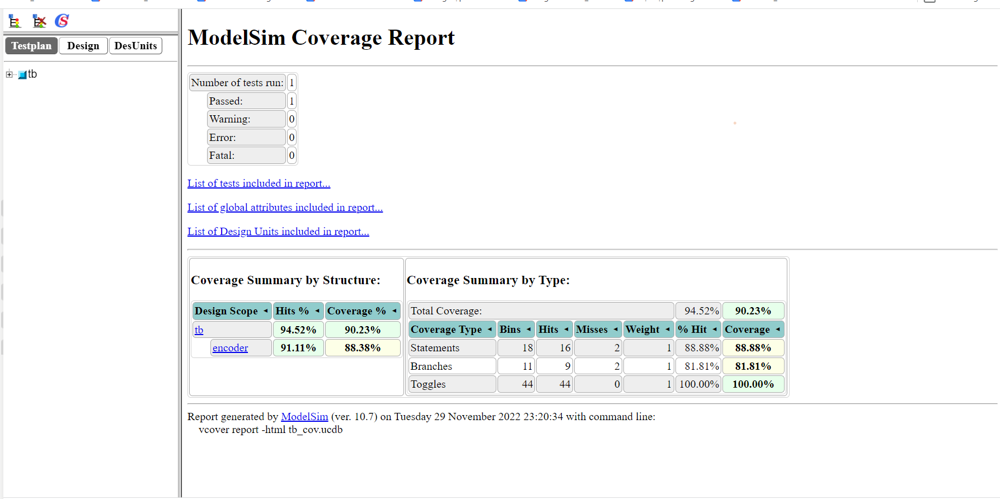 Testplan Design DesUnits
tb
ModelSim Coverage Report
Number of tests run: 1
Passed: 1
Warning: 0
Error: 0
Fatal: 0
List of tests included in report...
List of global attributes included in report...
List of Design Units included in report...
Coverage Summary by Structure:
Design Scope Hits % Coverage %
tb 94.52% 90.23%
encoder 91.11% 88.38%
Coverage Summary by Type:
Total Coverage: 94.52% 90.23%
Coverage Type Bins Hits Misses Weight % Hit Coverage
Statements 18 16 2 1 88.88% 88.88%
Branches 11 9 2 1 81.81% 81.81%
Toggles 44 44 0 1 100.00% 100.00%
Report generated by ModelSim (ver. 10.7) on Tuesday 29 November 2022 23:20:34 with command line:
vcover report -html tb_cov.ucdb